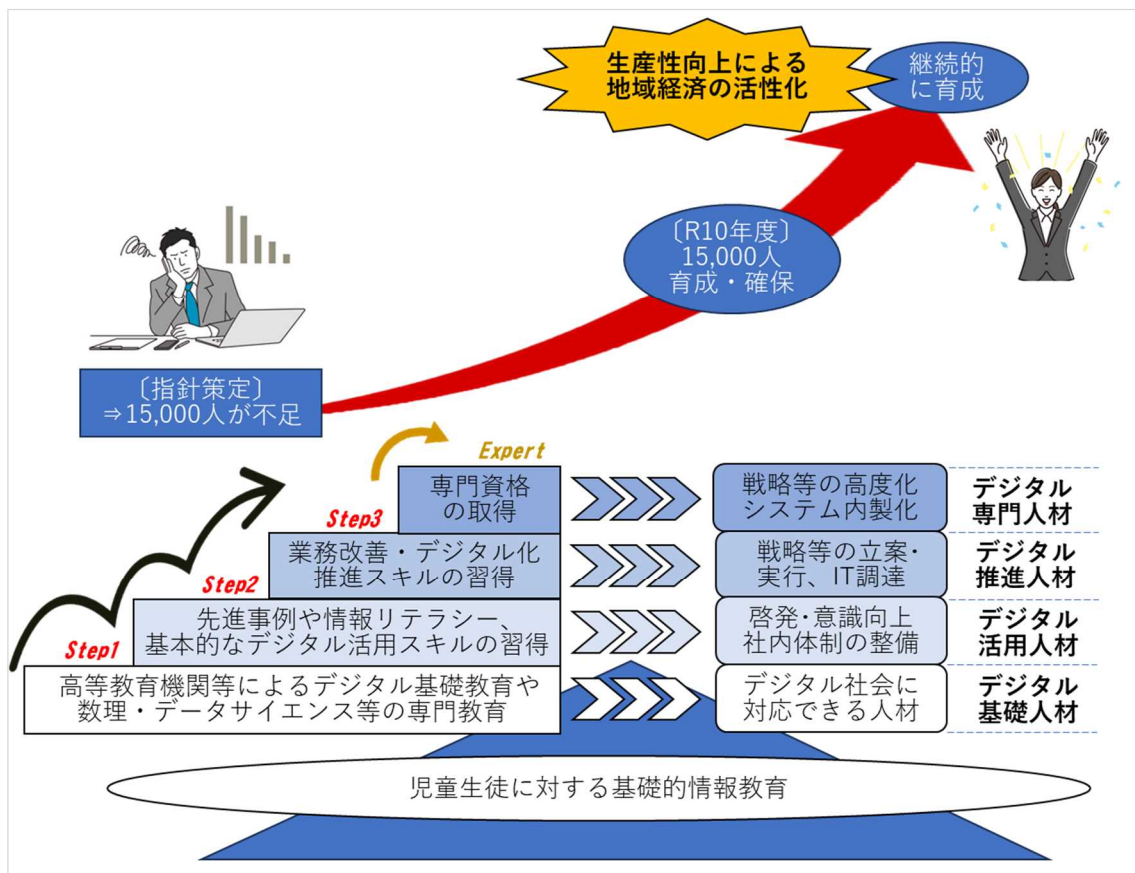 生産性向上による
地域経済の活性化
継続的
に育成
〔R10年度〕
15,000人
育成・確保
〔指針策定〕
⇒15,000人が不足
Expert
専門資格
の取得
戦略等の高度化
システム内製化
デジタル
専門人材
Step3
業務改善・デジタル化
推進スキルの習得
戦略等の立案・
実行、IT調達
デジタル
推進人材
Step2
先進事例や情報リテラシー、
基本的なデジタル活用スキルの習得
啓発・意識向上
社内体制の整備
デジタル
活用人材
Step1
高等教育機関等によるデジタル基礎教育や
数理・データサイエンス等の専門教育
デジタル社会に
対応できる人材
デジタル
基礎人材
児童生徒に対する基礎的情報教育